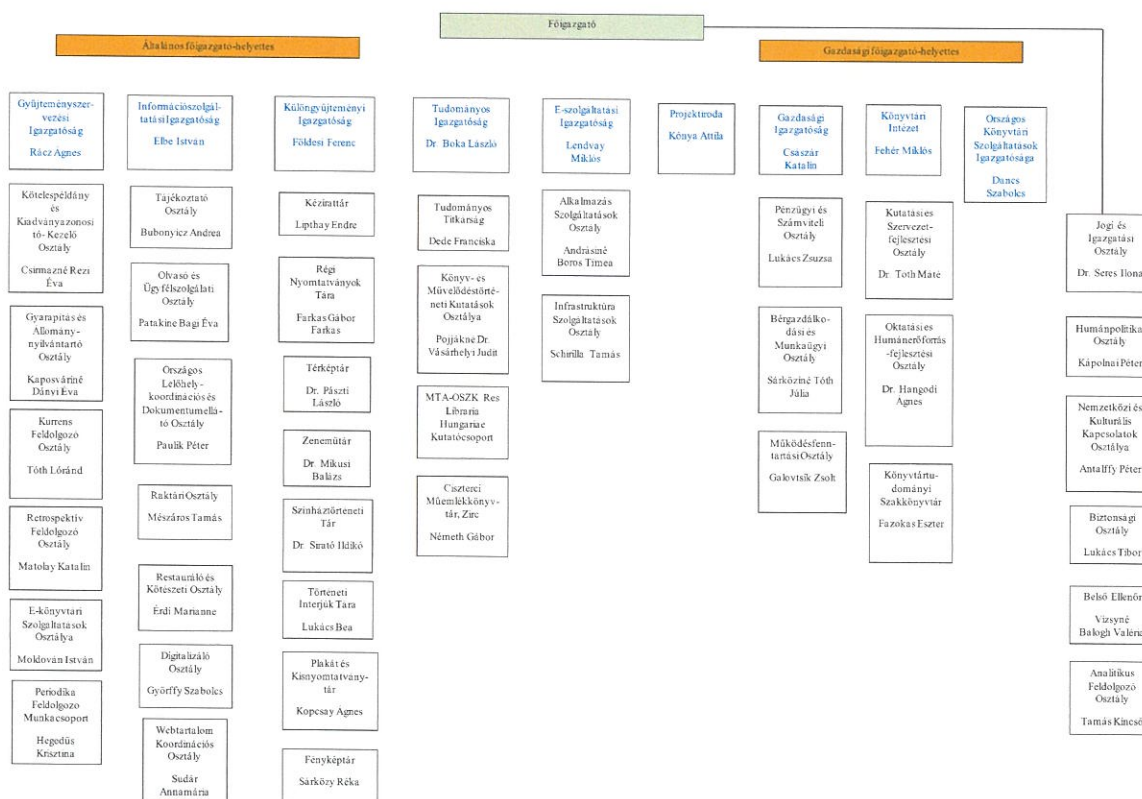 Főigazgató
Általános főigazgató-helyettes
Gazdasági főigazgató-helyettes
Gyűjteményszer-
vezési
Igazgatóság
Rácz Ágnes
Kötelespéldány
és
Kiadványazonosí
tó- Kezelő
Osztály
Csirmazné Rezi
Éva
Gyarapítás és
Állomány-
nyilvántartó
Osztály
Kaposváriné
Dányi Éva
Kurrens
Feldolgozó
Osztály
Tóth Lóránd
Retrospektív
Feldolgozó
Osztály
Matolay Katalin
E-könyvtári
Szolgáltatások
Osztálya
Moldován István
Periodika
Feldolgozó
Munkacsoport
Hegedűs
Krisztina
Információszolgál-
tatási Igazgatóság
Elbe István
Tájékoztató
Osztály
Bubonyicz Andrea
Olvasó és
Ügyfélszolgálati
Osztály
Patakiné Bagi Éva
Országos
Lelőhely-
koordinációs és
Dokumentumellá-
tó Osztály
Paulik Péter
Raktári Osztály
Mészáros Tamás
Restauráló és
Kötészeti Osztály
Érdi Marianne
Digitalizáló
Osztály
Györffy Szabolcs
Webtartalom
Koordinációs
Osztály
Sudár
Annamária
Különgyűjteményi
Igazgatóság
Földesi Ferenc
Kézirattár
Lipthay Endre
Régi
Nyomtatványok
Tára
Farkas Gábor
Farkas
Térképtár
Dr. Pászti
László
Zeneműtár
Dr. Mikusi
Balázs
Színháztörténeti
Tár
Dr. Sirató Ildikó
Történeti
Interjúk Tára
Lukács Bea
Plakát és
Kisnyomtatvány-
tár
Kopcsay Ágnes
Fényképtár
Sárközy Réka
Tudományos
Igazgatóság
Dr. Boka László
Tudományos
Titkárság
Dede Franciska
Könyv- és
Művelődéstörté-
neti Kutatások
Osztálya
Pojjákné Dr.
Vásárhelyi Judit
MTA-OSZK Res
Libraria
Hungariae
Kutatócsoport
Ciszterci
Műemlékkönyv-
tár, Zirc
Németh Gábor
E-szolgáltatási
Igazgatóság
Lendvay
Miklós
Alkalmazás
Szolgáltatások
Osztály
Andrásiné
Boros Tímea
Infrastruktúra
Szolgáltatások
Osztály
Schirilla Tamás
Projektiroda
Kónya Attila
Gazdasági
Igazgatóság
Császár
Katalin
Pénzügyi és
Számviteli
Osztály
Lukács Zsuzsa
Bérgazdálko-
dási és
Munkaügyi
Osztály
Sárköziné Tóth
Júlia
Működésfenn-
tartási Osztály
Galovtsik Zsolt
Könyvtári
Intézet
Fehér Miklós
Kutatási és
Szervezet-
fejlesztési
Osztály
Dr. Tóth Máté
Oktatási és
Humánerőforrás
-fejlesztési
Osztály
Dr. Hangodi
Ágnes
Könyvtártu-
dományi
Szakkönyvtár
Fazokas Eszter
Országos
Könyvtári
Szolgáltatások
Igazgatósága
Dancs
Szabolcs
Jogi és
Igazgatási
Osztály
Dr. Seres Ilona
Humánpolitikai
Osztály
Kápolnai Péter
Nemzetközi és
Kulturális
Kapcsolatok
Osztálya
Antalffy Péter
Biztonsági
Osztály
Lukács Tibor
Belső Ellenőr
Vizsyné
Balogh Valéria
Analitikus
Feldolgozó
Osztály
Tamás Kincső